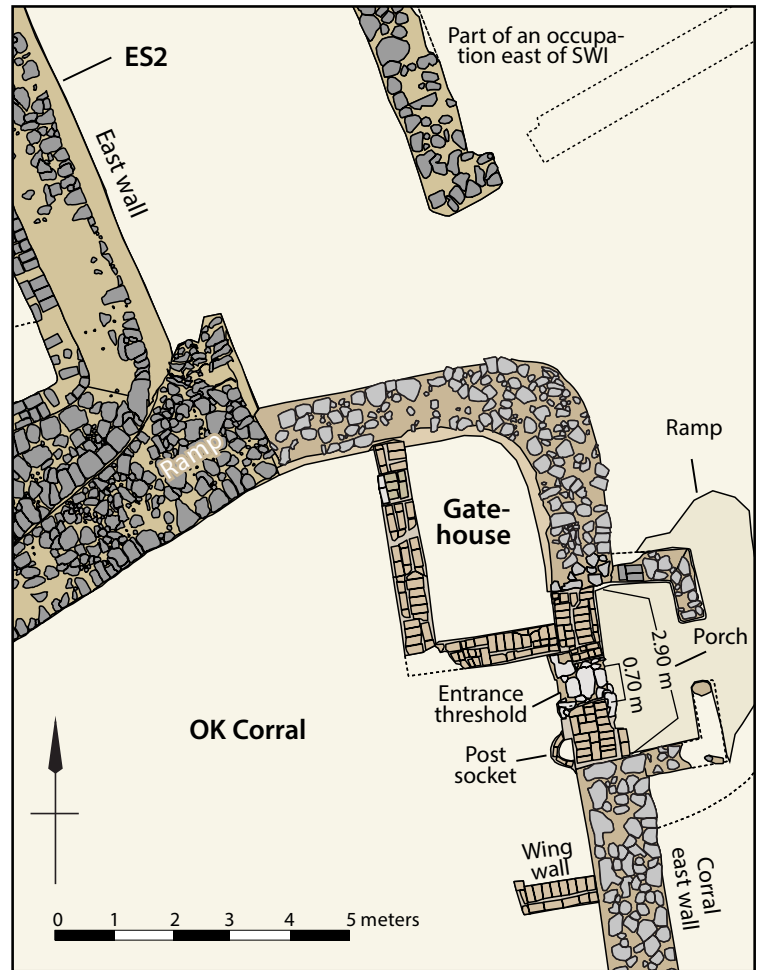 Part of an occupa-
tion east of SWI
ES2
East wall
Ramp
Ramp
Gate-
house
2.90 m
Porch
0.70 m
Entrance
threshold
OK Corral
Post
socket
Wing
wall
Corral
east wall
0 1 2 3 4 5 meters